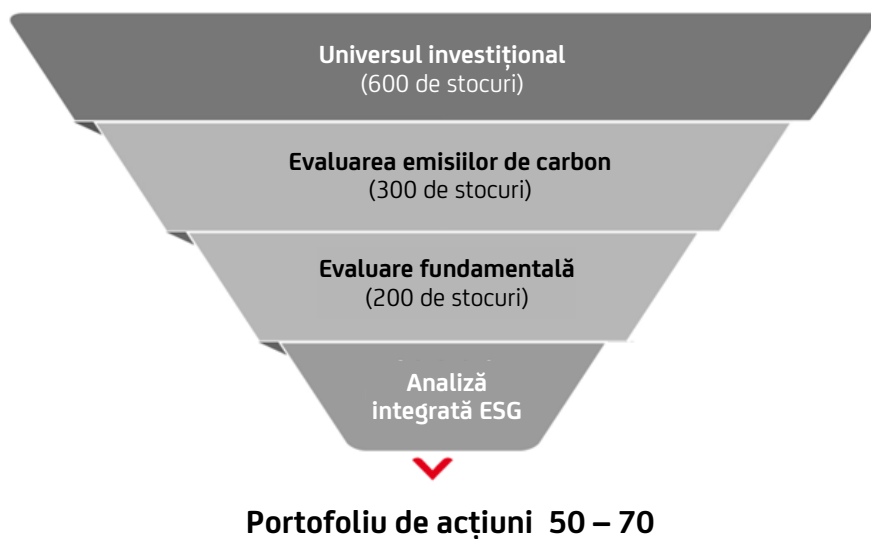 Universul investițional
(600 de stocuri)
Evaluarea emisiilor de carbon
(300 de stocuri)
Evaluare fundamentală
(200 de stocuri)
Analiză
integrată ESG
Portofoliu de acțiuni 50 – 70